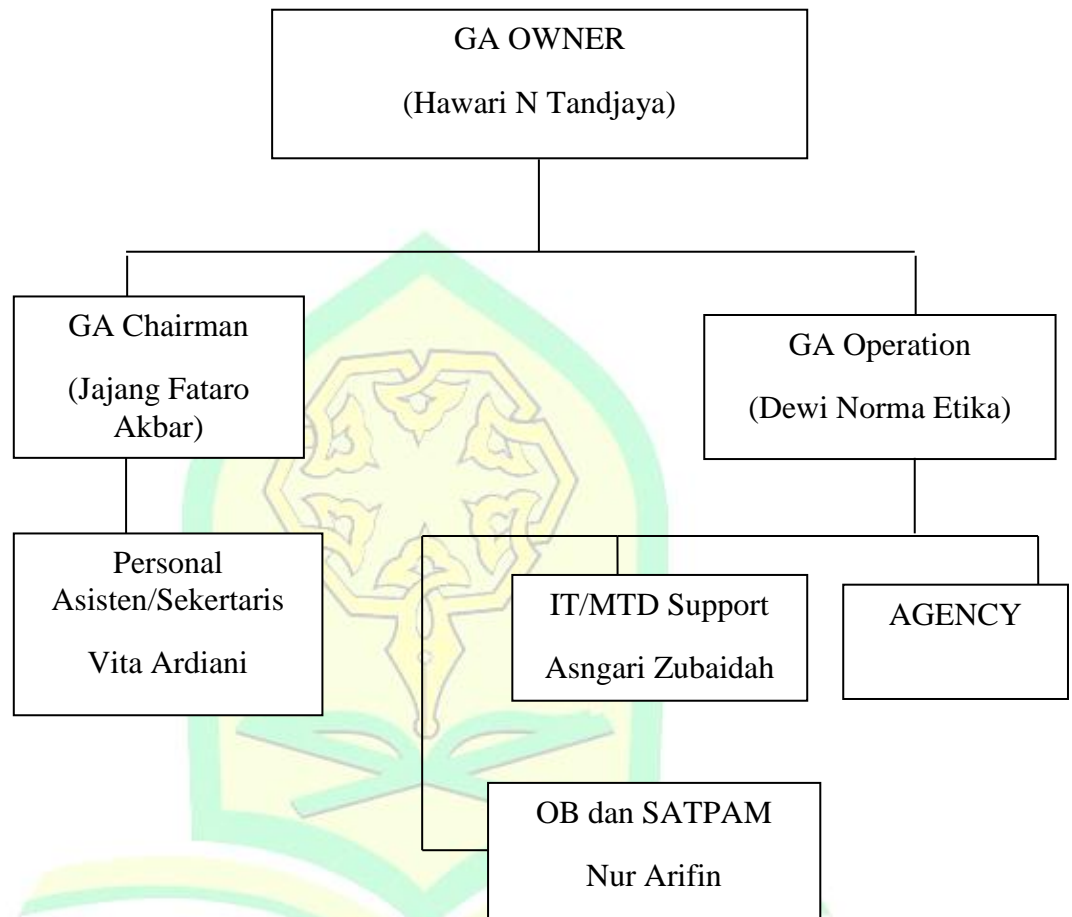 GA OWNER
(Hawari N Tandjaya)
GA Chairman
(Jajang Fataro
Akbar)
GA Operation
(Dewi Norma Etika)
Personal
Asisten/Sekertaris
Vita Ardiani
IT/MTD Support
Asngari Zubaidah
AGENCY
OB dan SATPAM
Nur Arifin